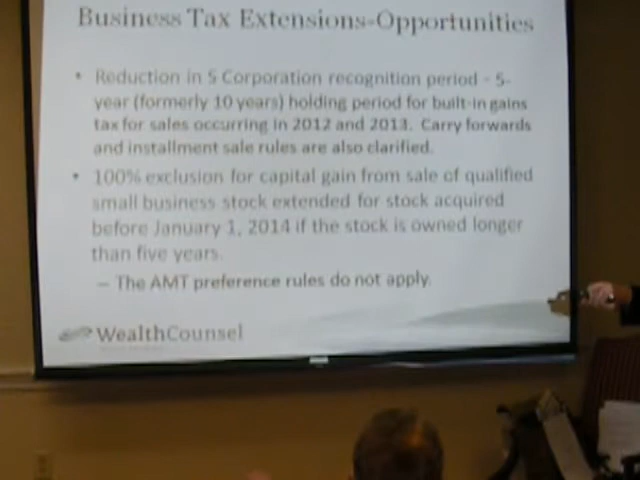 Business Tax Extensions-Opportunities
• Reduction in S Corporation recognition period - 5-
year (formerly 10 years) holding period for built-in gains
tax for sales occurring in 2012 and 2013. Carry forwards
and installment sale rules are also clarified.
• 100% exclusion for capital gain from sale of qualified
small business stock extended for stock acquired
before January 1, 2014 if the stock is owned longer
than five years.
– The AMT preference rules do not apply.
WealthCounsel